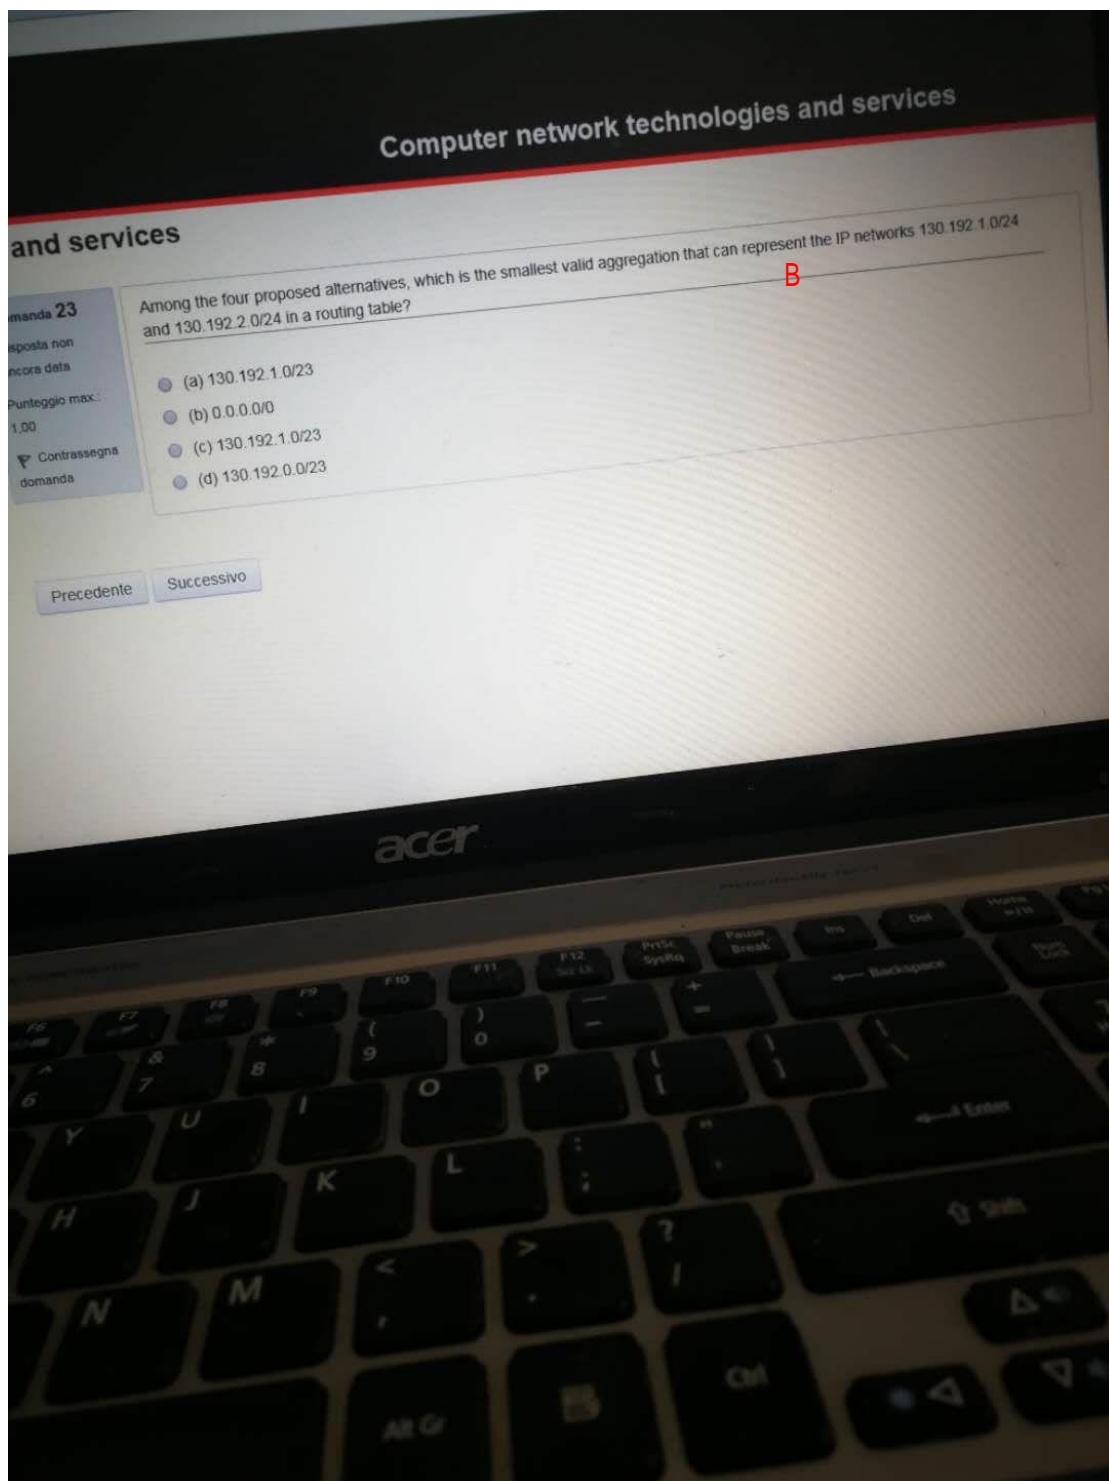 Computer network technologies and services
and services
manda 23
sposta non
ncora data
Punteggio max.:
1,00
Contrassegna
domanda
Among the four proposed alternatives, which is the smallest valid aggregation that can represent the IP networks 130.192.1.0/24
and 130.192.2.0/24 in a routing table?
B
(a) 130.192.1.0/23
(b) 0.0.0.0/0
(c) 130.192.1.0/23
(d) 130.192.0.0/23
Precedente Successivo
acer
F6 F7 F8 F9 F10 F11 F12 PrtSc SysRq Pause Break Ins Del Home
^ 6 & 7 * 8 ( 9 ) 0 — − + = Backspace Num Lock
Y U I O P { [ } ] | \ Enter
H J K L : ; " ' Shift
N M < , > . ? /
Alt Gr Ctrl